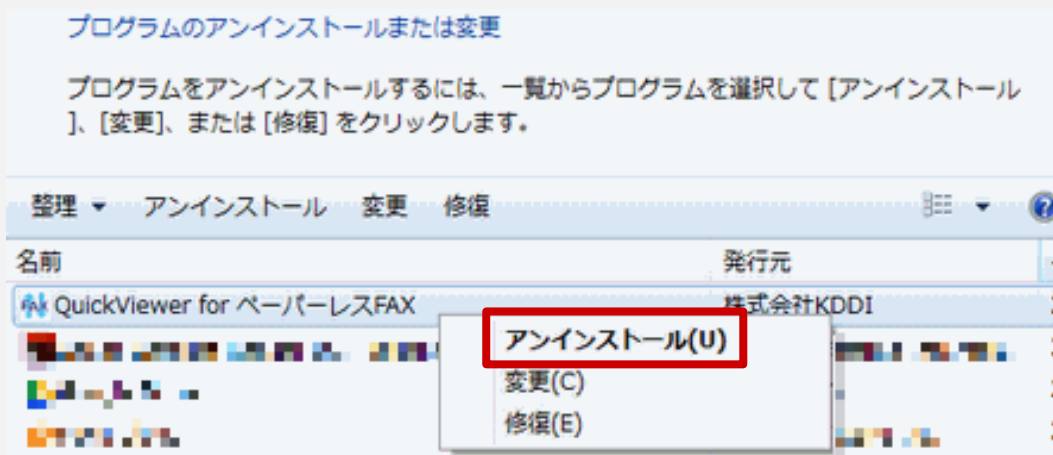 プログラムのアンインストールまたは変更
プログラムをアンインストールするには、一覧からプログラムを選択して [アンインストール
]、[変更]、または [修復] をクリックします。
整理 アンインストール 変更 修復
名前 発行元
QuickViewer for ペーパーレスFAX 株式会社KDDI
アンインストール(U)
変更(C)
修復(E)